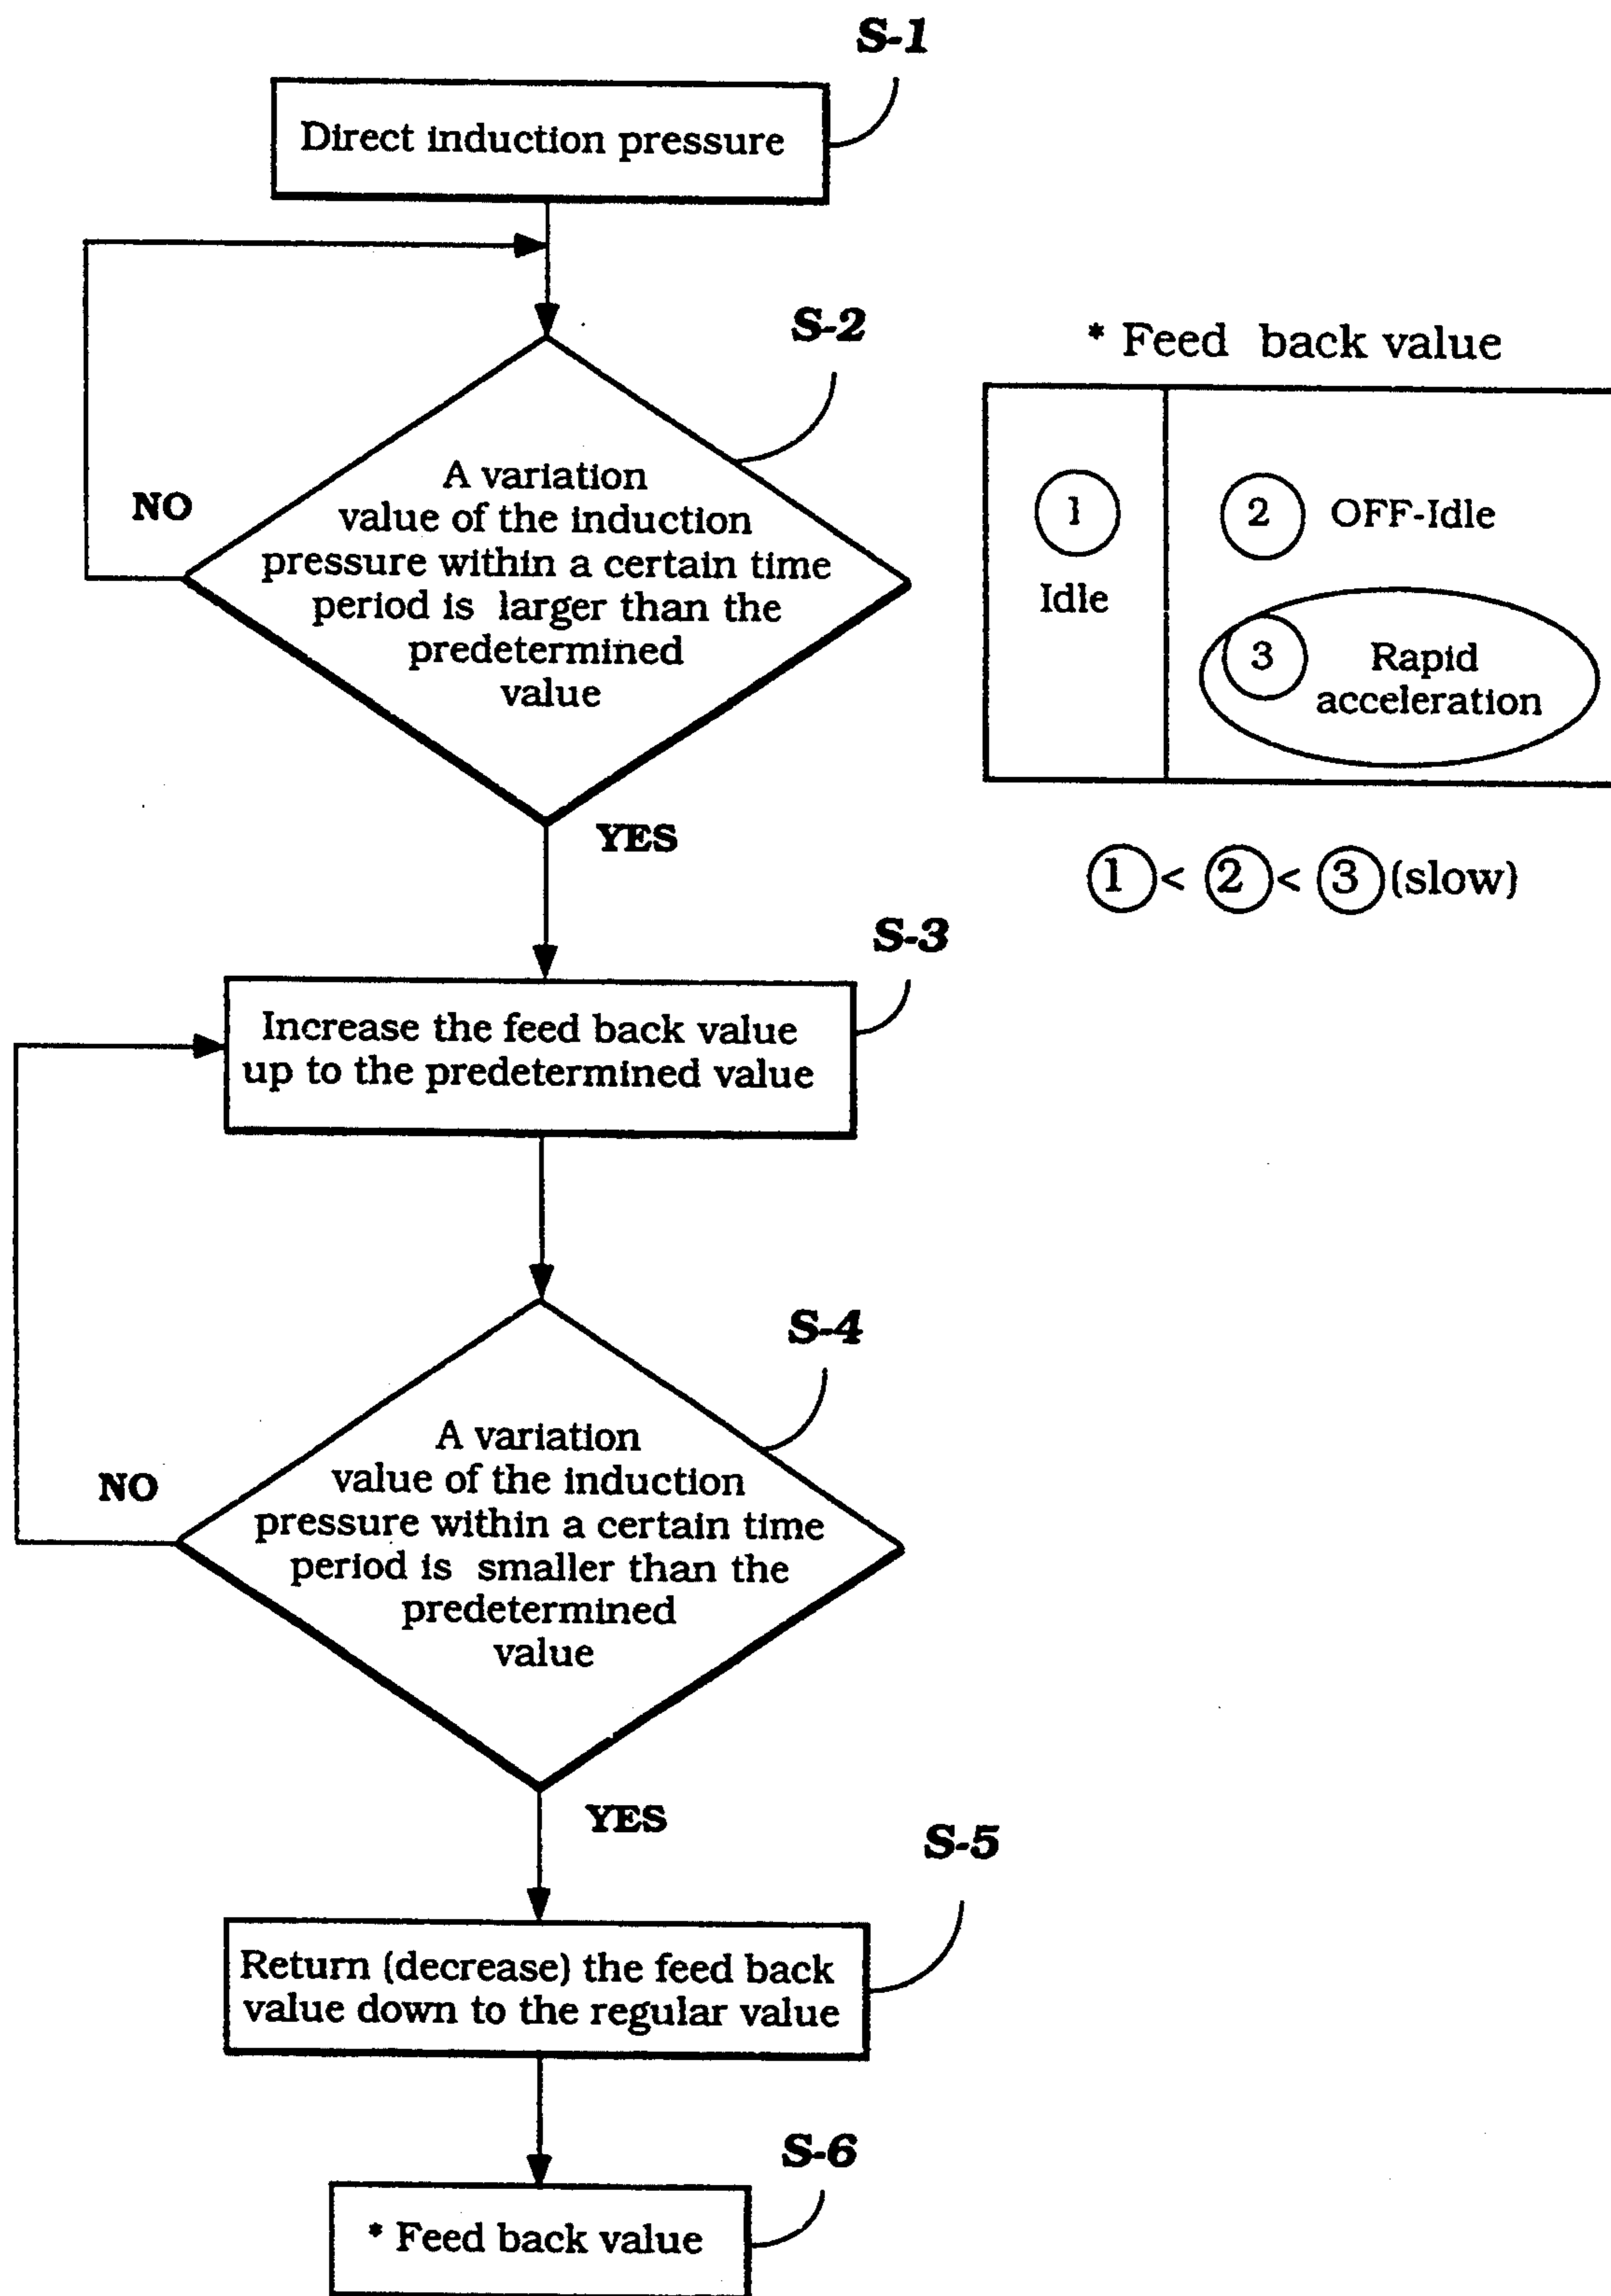 S-1
Direct induction pressure
S-2
A variation
value of the induction
pressure within a certain time
period is larger than the
predetermined
value
NO
YES
* Feed back value
1
Idle
2 OFF-Idle
3 Rapid
acceleration
1 < 2 < 3 (slow)
S-3
Increase the feed back value
up to the predetermined value
S-4
A variation
value of the induction
pressure within a certain time
period is smaller than the
predetermined
value
NO
YES
S-5
Return (decrease) the feed back
value down to the regular value
S-6
* Feed back value